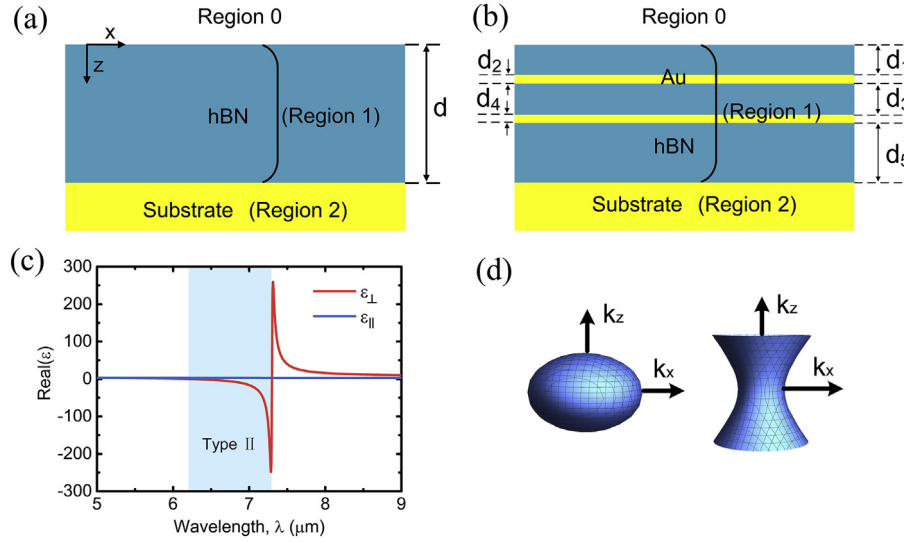 (a)
Region 0
x
z
hBN
(Region 1)
d
Substrate (Region 2)
(b)
Region 0
d2
Au
d4
(Region 1)
hBN
d3
d5
Substrate (Region 2)
(c)
300
200
100
0
-100
-200
-300
Real(ε)
ε⊥
ε||
Type II
5
6
7
8
9
Wavelength, λ (μm)
(d)
kz
kx
kz
kx